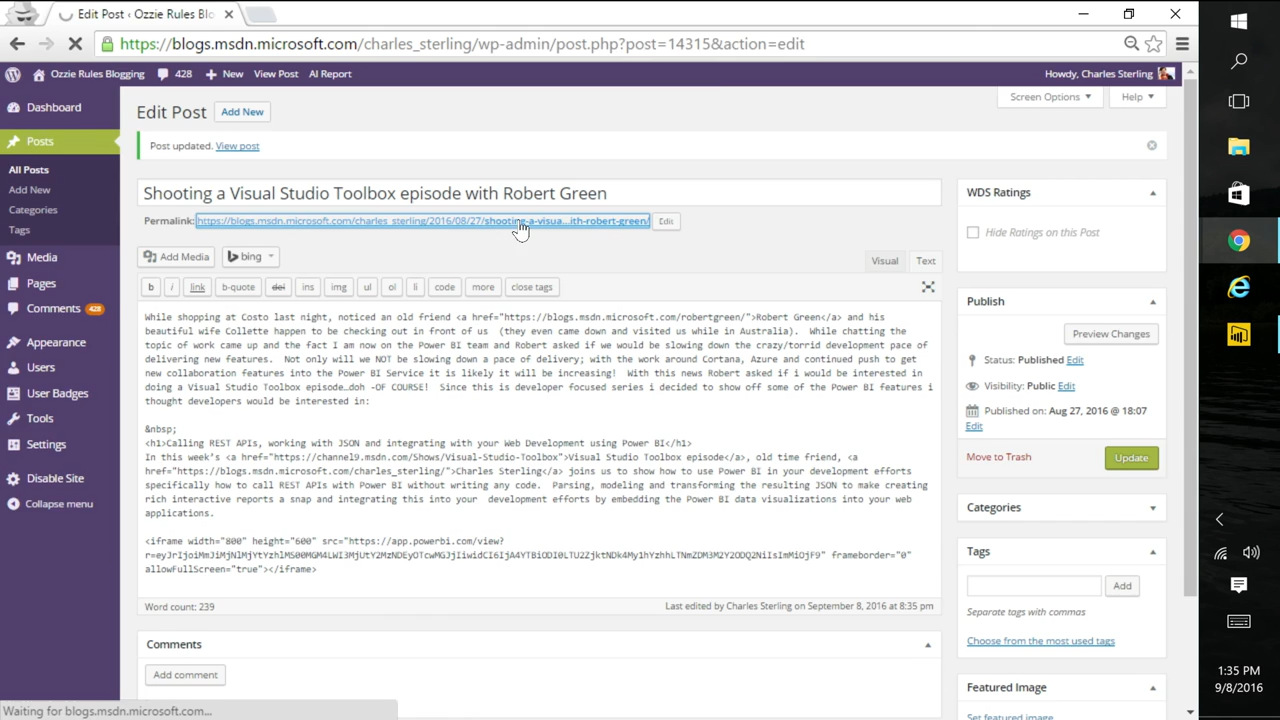 Edit Post ‹ Ozzie Rules Blo
https://blogs.msdn.microsoft.com/charles_sterling/wp-admin/post.php?post=14315&action=edit
Ozzie Rules Blogging 428 New View Post AI Report Howdy, Charles Sterling
Dashboard
Posts
All Posts
Add New
Categories
Tags
Media
Pages
Comments 428
Appearance
Users
User Badges
Tools
Settings
Disable Site
Collapse menu
Screen Options Help
Edit Post Add New
Post updated. View post
Shooting a Visual Studio Toolbox episode with Robert Green
Permalink: https://blogs.msdn.microsoft.com/charles_sterling/2016/08/27/shooting-a-visua...ith-robert-green/ Edit
Add Media bing Visual Text
b i link b-quote del ins img ul ol li code more close tags
While shopping at Costo last night, noticed an old friend <a href="https://blogs.msdn.microsoft.com/robertgreen/">Robert Green</a> and his
beautiful wife Collette happen to be checking out in front of us (they even came down and visited us while in Australia). While chatting the
topic of work came up and the fact I am now on the Power BI team and Robert asked if we would be slowing down the crazy/torrid development pace of
delivering new features. Not only will we NOT be slowing down a pace of delivery; with the work around Cortana, Azure and continued push to get
new collaboration features into the Power BI Service it is likely it will be increasing! With this news Robert asked if i would be interested in
doing a Visual Studio Toolbox episode…doh -OF COURSE! Since this is developer focused series i decided to show off some of the Power BI features i
thought developers would be interested in:
&nbsp;
<h1>Calling REST APIs, working with JSON and integrating with your Web Development using Power BI</h1>
In this week's <a href="https://channel9.msdn.com/Shows/Visual-Studio-Toolbox">Visual Studio Toolbox episode</a>, old time friend, <a
href="https://blogs.msdn.microsoft.com/charles_sterling/">Charles Sterling</a> joins us to show how to use Power BI in your development efforts
specifically how to call REST APIs with Power BI without writing any code. Parsing, modeling and transforming the resulting JSON to make creating
rich interactive reports a snap and integrating this into your development efforts by embedding the Power BI data visualizations into your web
applications.
<iframe width="800" height="600" src="https://app.powerbi.com/view?
frameborder="0"
allowFullScreen="true"></iframe>
Word count: 239 Last edited by Charles Sterling on September 8, 2016 at 8:35 pm
Comments
Add comment
WDS Ratings
Hide Ratings on this Post
Publish
Preview Changes
Status: Published Edit
Visibility: Public Edit
Published on: Aug 27, 2016 @ 18:07
Edit
Move to Trash Update
Categories
Tags
Add
Separate tags with commas
Choose from the most used tags
Featured Image
Set featured image
Waiting for blogs.msdn.microsoft.com...
1:35 PM
9/8/2016